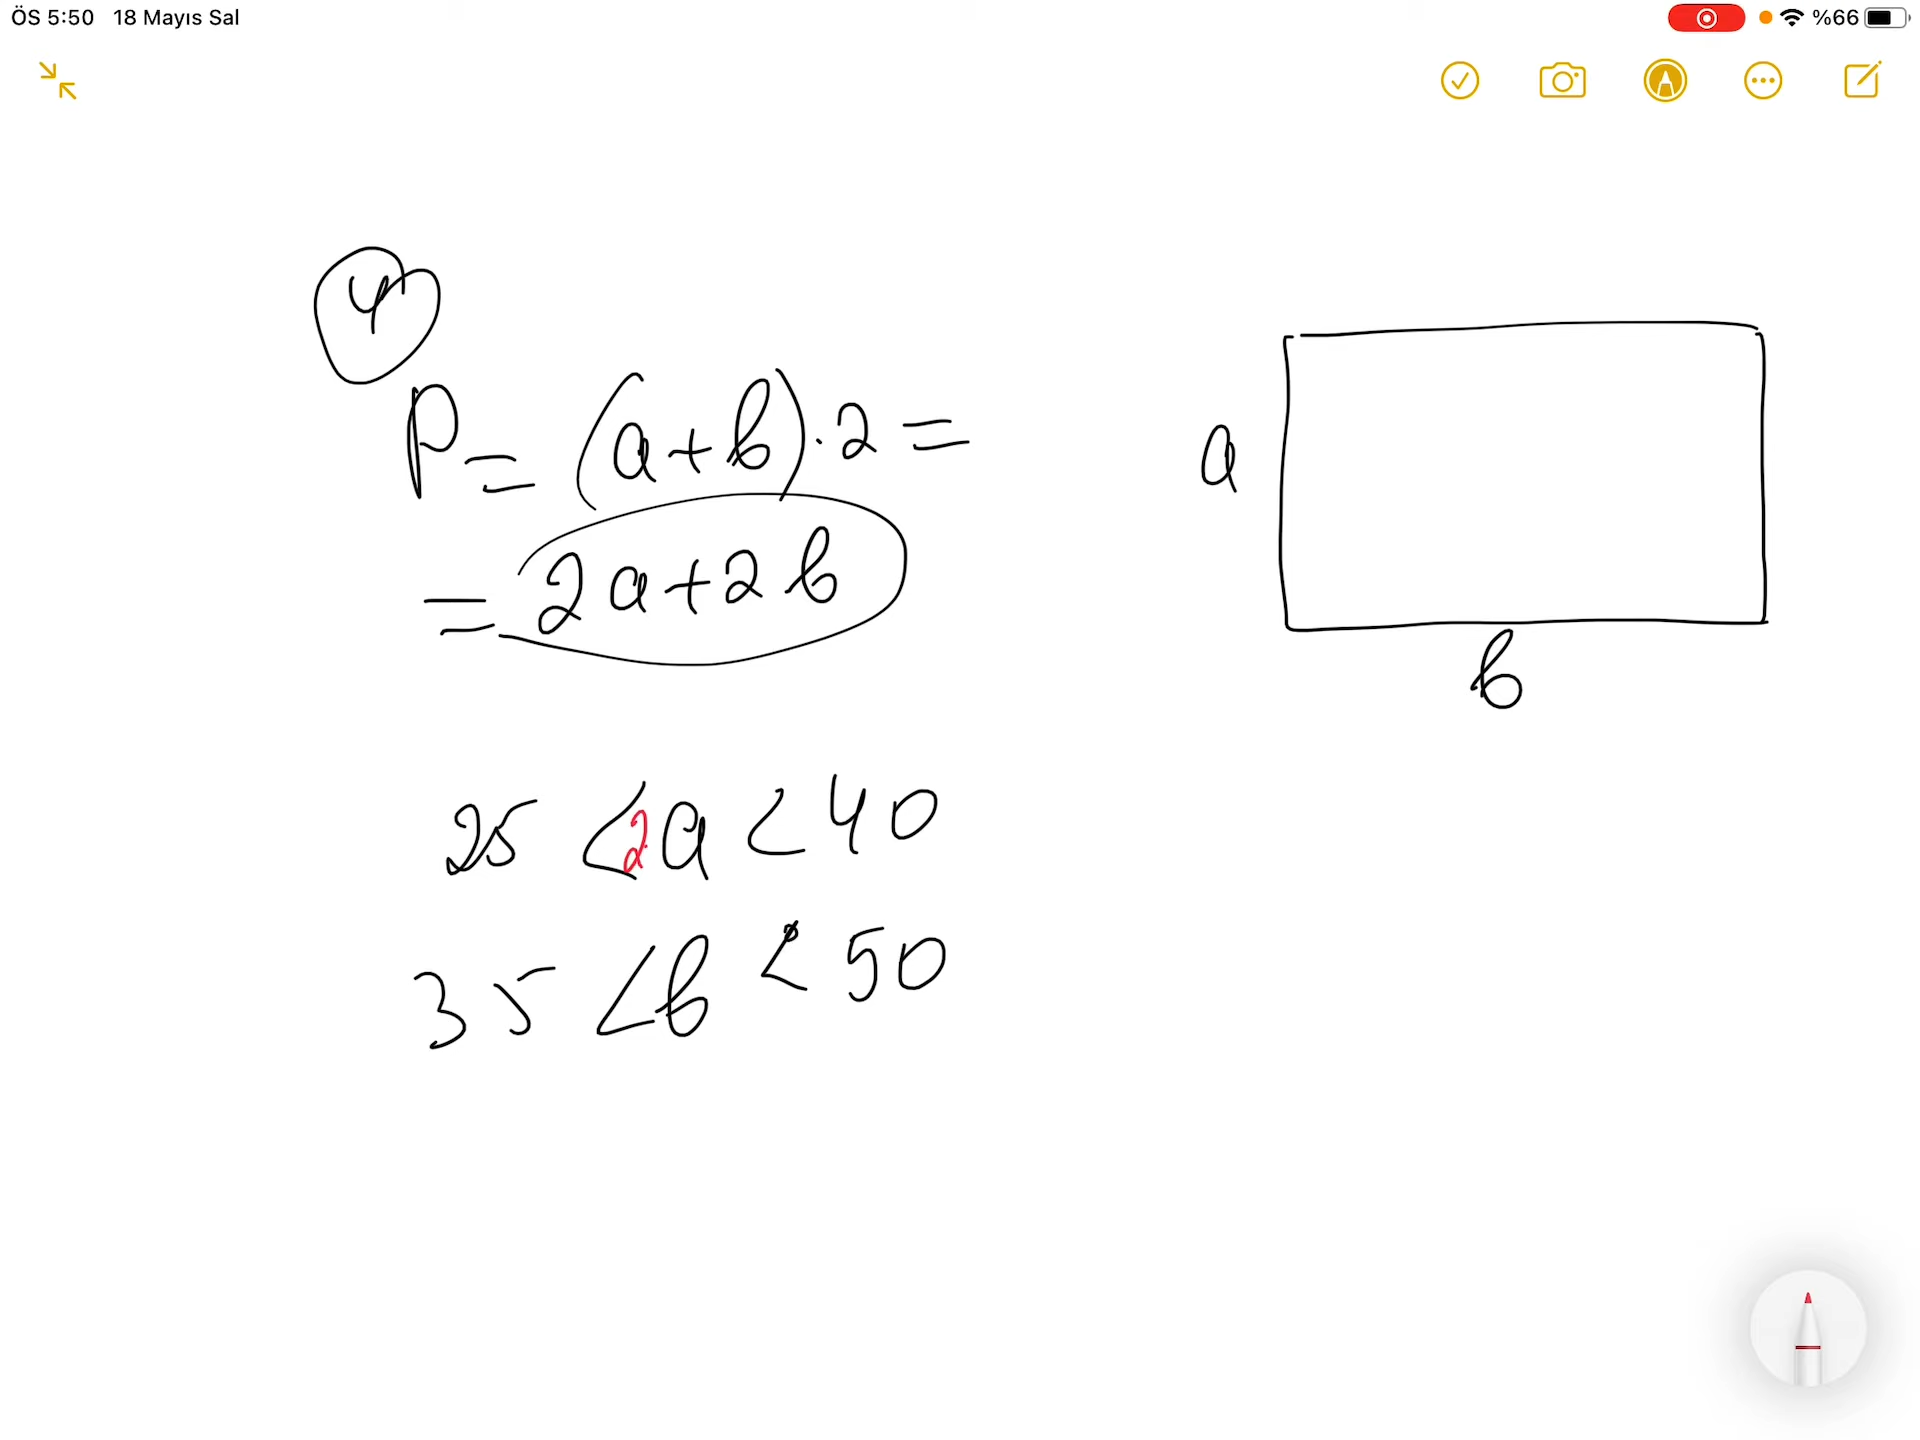 ÖS 5:50 18 Mayıs Sal %66
4
P = (a+b)·2 =
= 2a+2b
a
b
25 < 2a < 40
35 < b < 50